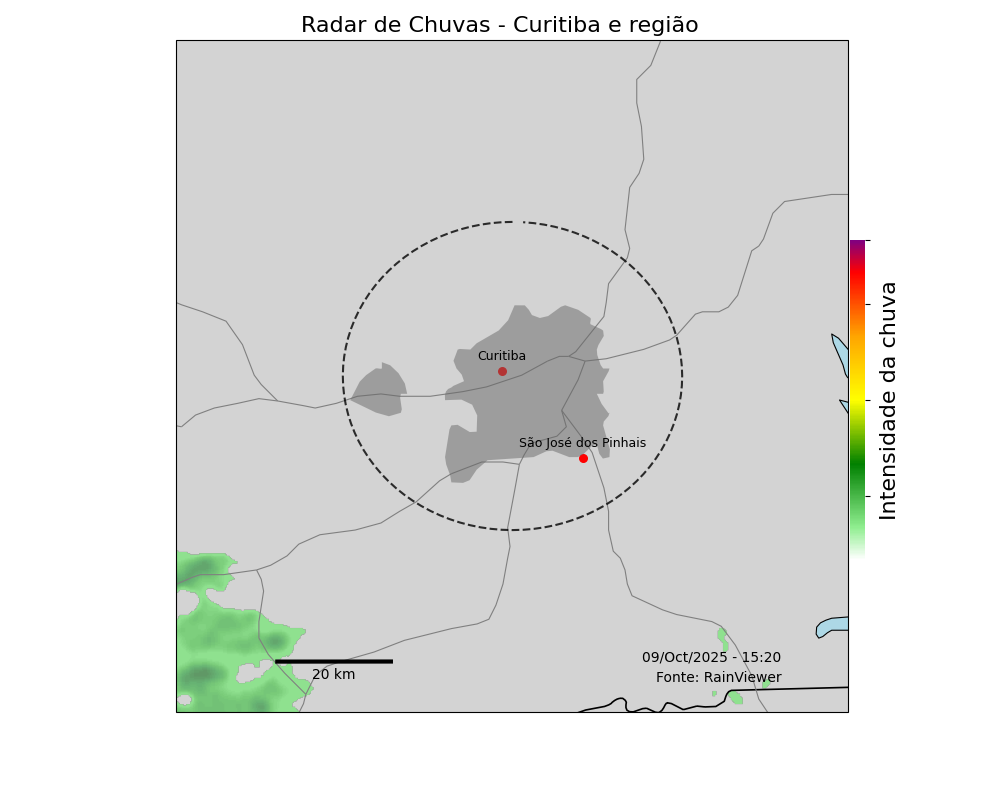 Radar de Chuvas - Curitiba e região
Curitiba
São José dos Pinhais
Intensidade da chuva
09/Oct/2025 - 15:20
Fonte: RainViewer
20 km